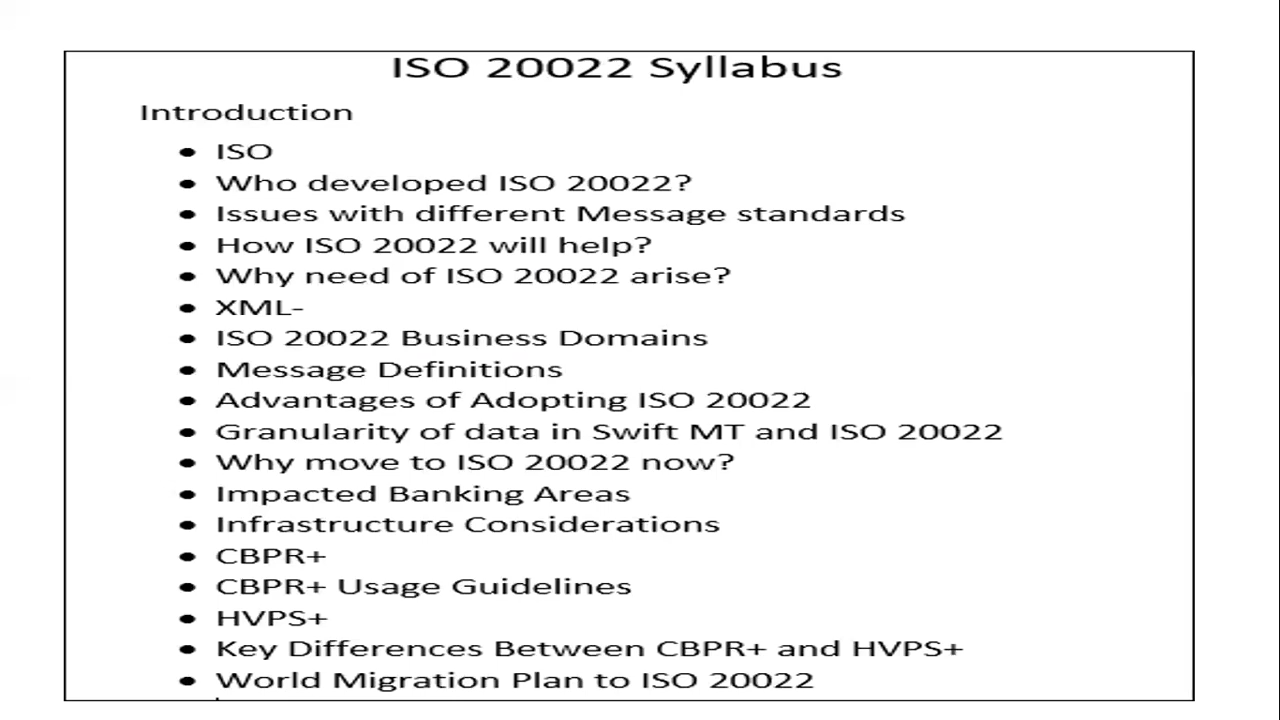 ISO 20022 Syllabus
Introduction
• ISO
• Who developed ISO 20022?
• Issues with different Message standards
• How ISO 20022 will help?
• Why need of ISO 20022 arise?
• XML-
• ISO 20022 Business Domains
• Message Definitions
• Advantages of Adopting ISO 20022
• Granularity of data in Swift MT and ISO 20022
• Why move to ISO 20022 now?
• Impacted Banking Areas
• Infrastructure Considerations
• CBPR+
• CBPR+ Usage Guidelines
• HVPS+
• Key Differences Between CBPR+ and HVPS+
• World Migration Plan to ISO 20022